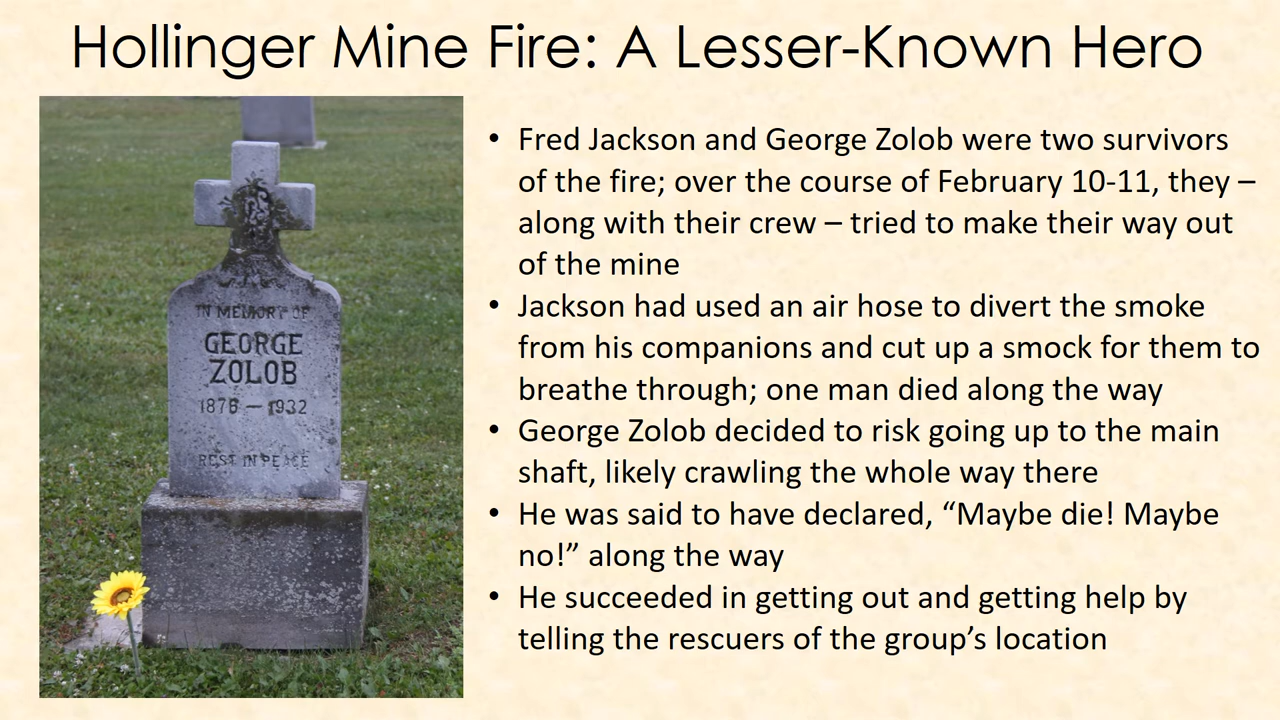 Hollinger Mine Fire: A Lesser-Known Hero
IN MEMORY OF
GEORGE
ZOLOB
1876 — 1932
REST IN PEACE
• Fred Jackson and George Zolob were two survivors
of the fire; over the course of February 10-11, they –
along with their crew – tried to make their way out
of the mine
• Jackson had used an air hose to divert the smoke
from his companions and cut up a smock for them to
breathe through; one man died along the way
• George Zolob decided to risk going up to the main
shaft, likely crawling the whole way there
• He was said to have declared, “Maybe die! Maybe
no!” along the way
• He succeeded in getting out and getting help by
telling the rescuers of the group’s location